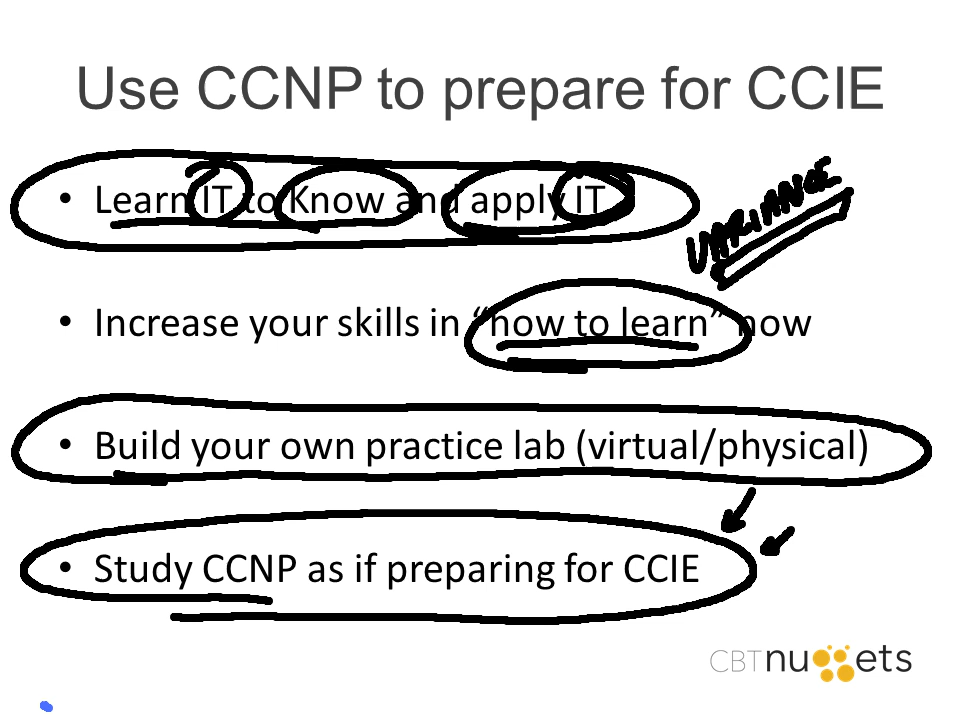 Use CCNP to prepare for CCIE
• Learn IT to Know and apply IT
VARIANCE
• Increase your skills in “how to learn” now
• Build your own practice lab (virtual/physical)
• Study CCNP as if preparing for CCIE
CBTnuggets